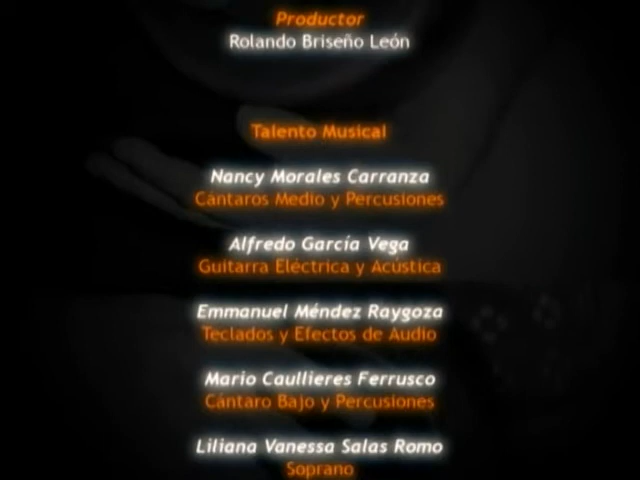 Productor
Rolando Briseño León
Talento Musical
Nancy Morales Carranza
Cántaros Medio y Percusiones
Alfredo García Vega
Guitarra Eléctrica y Acústica
Emmanuel Méndez Raygoza
Teclados y Efectos de Audio
Mario Caullieres Ferrusco
Cántaro Bajo y Percusiones
Liliana Vanessa Salas Romo
Soprano